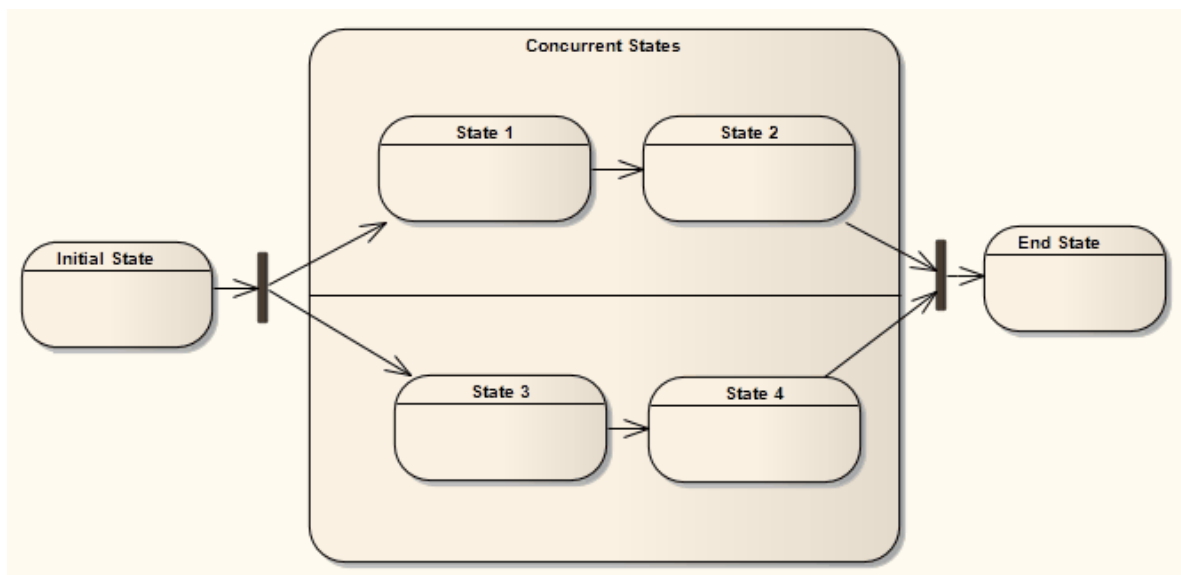 Concurrent States
State 1
State 2
Initial State
End State
State 3
State 4